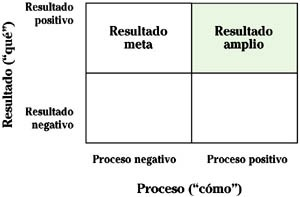 Resultado (“qué”)
Resultado
positivo
Resultado
negativo
Resultado
meta
Resultado
amplio
Proceso negativo
Proceso positivo
Proceso (“cómo”)